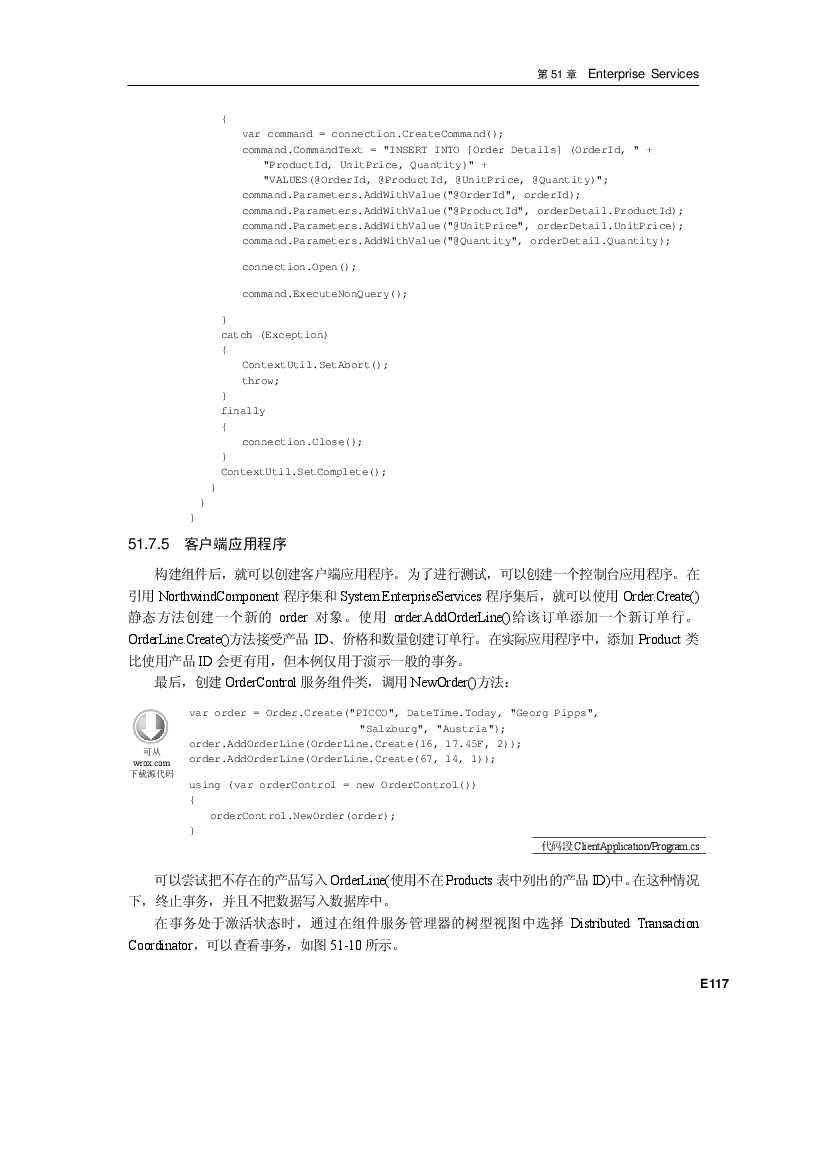 第 51 章 Enterprise Services
{
var command = connection.CreateCommand();
command.CommandText = "INSERT INTO [Order Details] (OrderId, " +
"ProductId, UnitPrice, Quantity)" +
"VALUES(@OrderId, @ProductId, @UnitPrice, @Quantity)";
command.Parameters.AddWithValue("@OrderId", orderId);
command.Parameters.AddWithValue("@ProductId", orderDetail.ProductId);
command.Parameters.AddWithValue("@UnitPrice", orderDetail.UnitPrice);
command.Parameters.AddWithValue("@Quantity", orderDetail.Quantity);
connection.Open();
command.ExecuteNonQuery();
}
catch (Exception)
{
ContextUtil.SetAbort();
throw;
}
finally
{
connection.Close();
}
ContextUtil.SetComplete();
}
}
}
51.7.5 客户端应用程序
构建组件后，就可以创建客户端应用程序。为了进行测试，可以创建一个控制台应用程序。在
引用 NorthwindComponent 程序集和 System.EnterpriseServices 程序集后，就可以使用 Order.Create()
静态方法创建一个新的 order 对象。使用 order.AddOrderLine()给该订单添加一个新订单行。
OrderLine.Create()方法接受产品 ID、价格和数量创建订单行。在实际应用程序中，添加 Product 类
比使用产品 ID 会更有用，但本例仅用于演示一般的事务。
最后，创建 OrderControl 服务组件类，调用 NewOrder()方法：
var order = Order.Create("PICCO", DateTime.Today, "Georg Pipps",
"Salzburg", "Austria");
order.AddOrderLine(OrderLine.Create(16, 17.45F, 2));
order.AddOrderLine(OrderLine.Create(67, 14, 1));
可从
wrox.com
下载源代码
using (var orderControl = new OrderControl())
{
orderControl.NewOrder(order);
}
代码段 ClientApplication/Program.cs
可以尝试把不存在的产品写入 OrderLine(使用不在 Products 表中列出的产品 ID)中。在这种情况
下，终止事务，并且不把数据写入数据库中。
在事务处于激活状态时，通过在组件服务管理器的树型视图中选择 Distributed Transaction
Coordinator，可以查看事务，如图 51-10 所示。
E117